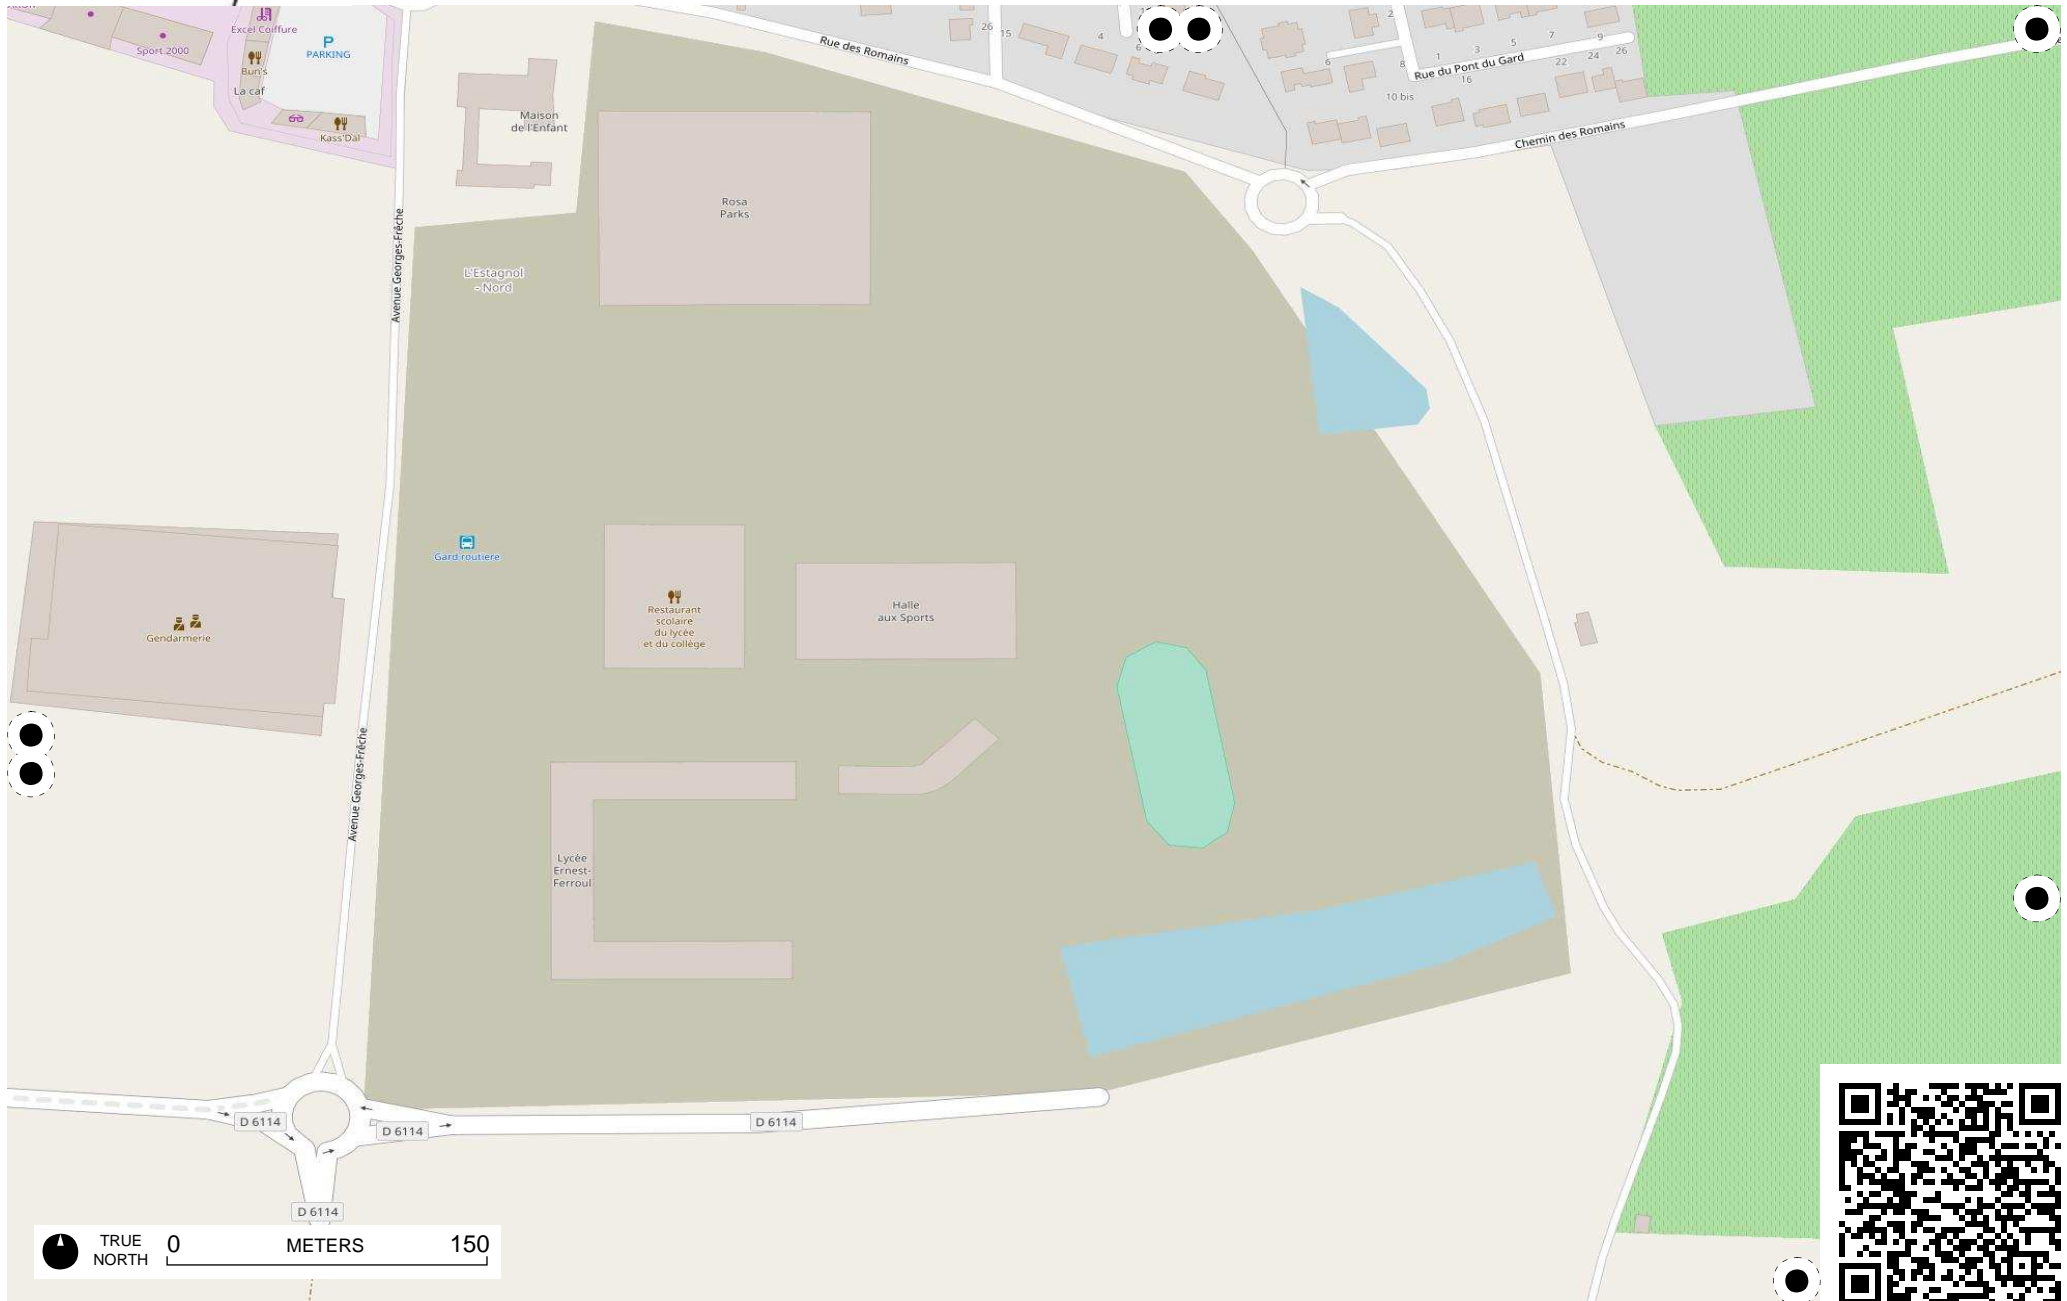 Excel Coiffure
Sport 2000
P
PARKING
Bun's
La caf
Kass'Dal
Maison
de l'Enfant
Rue des Romains
26
15
4
6
2
1
3
5
7
9
26
24
22
16
8
6
10 bis
Rue du Pont du Gard
Chemin des Romains
Avenue Georges-Frêche
Rosa
Parks
L'Estagnol
- Nord
Gard routiere
Restaurant
scolaire
du lycée
et du collège
Halle
aux Sports
Gendarmerie
Avenue Georges-Frêche
Lycée
Ernest-
Ferroul
D 6114
D 6114
D 6114
D 6114
TRUE
NORTH
0 METERS 150